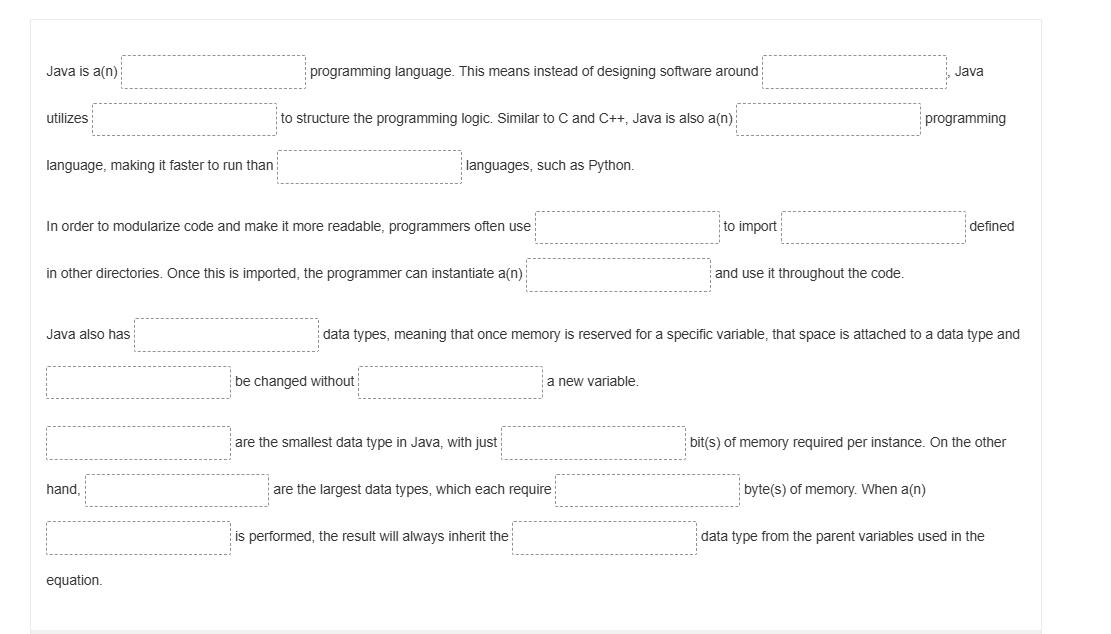 Java is a(n) programming language. This means instead of designing software around , Java
utilizes to structure the programming logic. Similar to C and C++, Java is also a(n) programming
language, making it faster to run than languages, such as Python.
In order to modularize code and make it more readable, programmers often use to import defined
in other directories. Once this is imported, the programmer can instantiate a(n) and use it throughout the code.
Java also has data types, meaning that once memory is reserved for a specific variable, that space is attached to a data type and
be changed without a new variable.
are the smallest data type in Java, with just bit(s) of memory required per instance. On the other
hand, are the largest data types, which each require byte(s) of memory. When a(n)
is performed, the result will always inherit the data type from the parent variables used in the
equation.